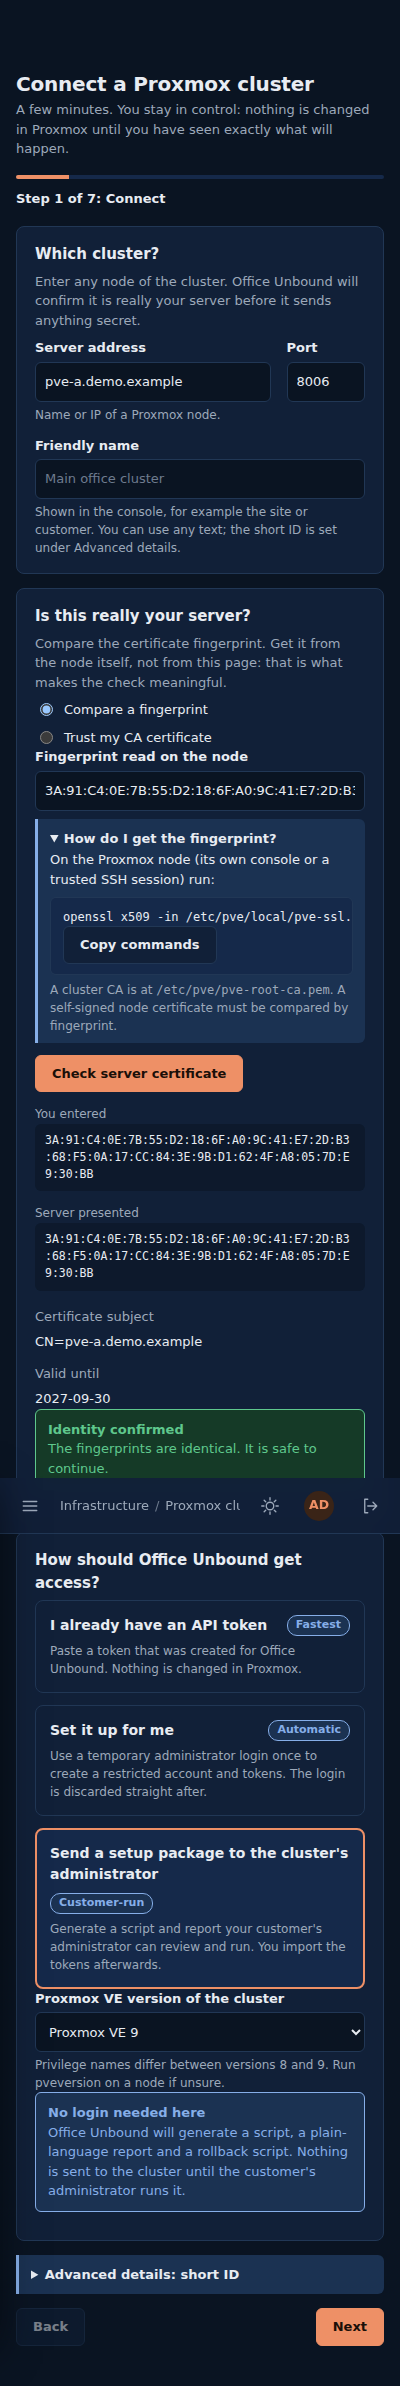 Connect a Proxmox cluster
A few minutes. You stay in control: nothing is changed
in Proxmox until you have seen exactly what will
happen.
Step 1 of 7: Connect
Which cluster?
Enter any node of the cluster. Office Unbound will
confirm it is really your server before it sends
anything secret.
Server address Port
pve-a.demo.example 8006
Name or IP of a Proxmox node.
Friendly name
Main office cluster
Shown in the console, for example the site or
customer. You can use any text; the short ID is set
under Advanced details.
Is this really your server?
Compare the certificate fingerprint. Get it from
the node itself, not from this page: that is what
makes the check meaningful.
Compare a fingerprint
Trust my CA certificate
Fingerprint read on the node
3A:91:C4:0E:7B:55:D2:18:6F:A0:9C:41:E7:2D:B3
How do I get the fingerprint?
On the Proxmox node (its own console or a
trusted SSH session) run:
openssl x509 -in /etc/pve/local/pve-ssl.
Copy commands
A cluster CA is at /etc/pve/pve-root-ca.pem. A
self-signed node certificate must be compared by
fingerprint.
Check server certificate
You entered
3A:91:C4:0E:7B:55:D2:18:6F:A0:9C:41:E7:2D:B3
:68:F5:0A:17:CC:84:3E:9B:D1:62:4F:A8:05:7D:E
9:30:BB
Server presented
3A:91:C4:0E:7B:55:D2:18:6F:A0:9C:41:E7:2D:B3
:68:F5:0A:17:CC:84:3E:9B:D1:62:4F:A8:05:7D:E
9:30:BB
Certificate subject
CN=pve-a.demo.example
Valid until
2027-09-30
Identity confirmed
The fingerprints are identical. It is safe to
continue.
Infrastructure / Proxmox clu AD
How should Office Unbound get
access?
I already have an API token Fastest
Paste a token that was created for Office
Unbound. Nothing is changed in Proxmox.
Set it up for me Automatic
Use a temporary administrator login once to
create a restricted account and tokens. The login
is discarded straight after.
Send a setup package to the cluster's
administrator
Customer-run
Generate a script and report your customer's
administrator can review and run. You import the
tokens afterwards.
Proxmox VE version of the cluster
Proxmox VE 9
Privilege names differ between versions 8 and 9. Run
pveversion on a node if unsure.
No login needed here
Office Unbound will generate a script, a plain-
language report and a rollback script. Nothing
is sent to the cluster until the customer's
administrator runs it.
Advanced details: short ID
Back Next